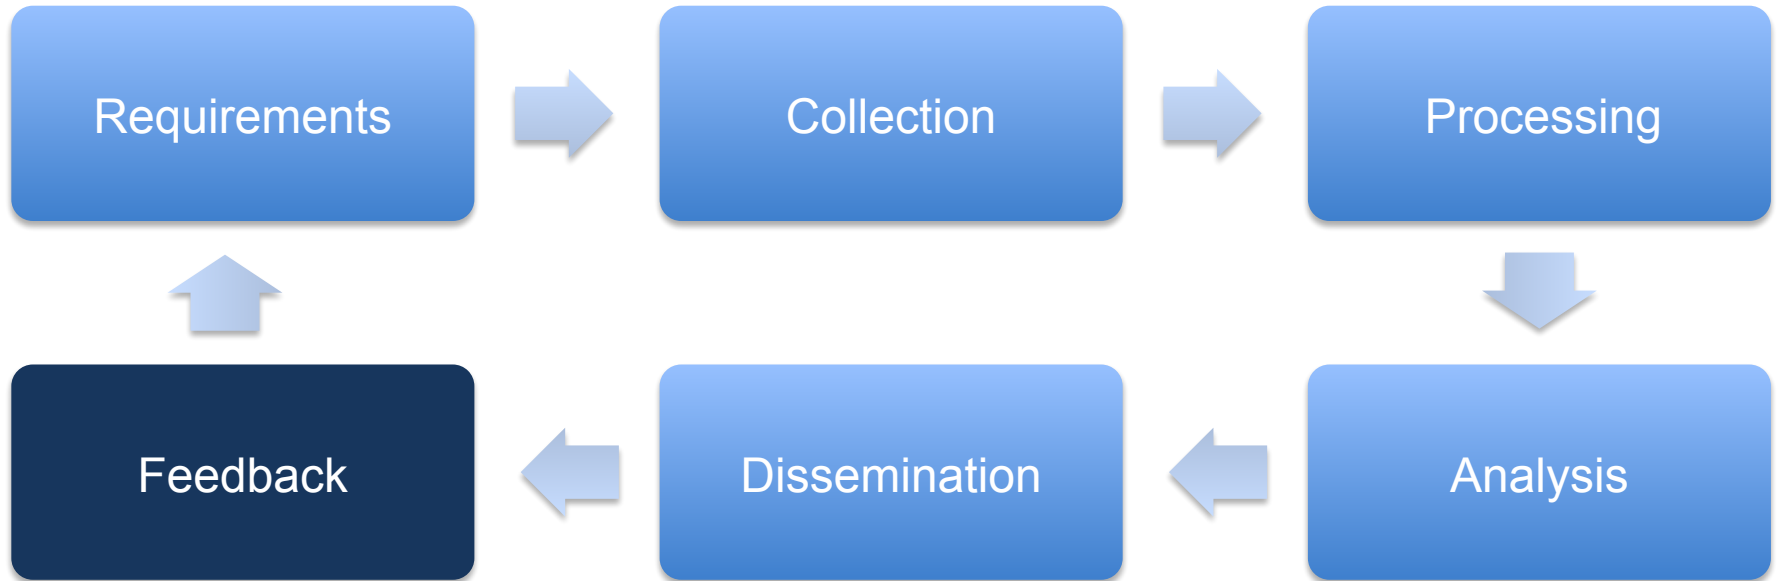 Requirements
Collection
Processing
Feedback
Dissemination
Analysis